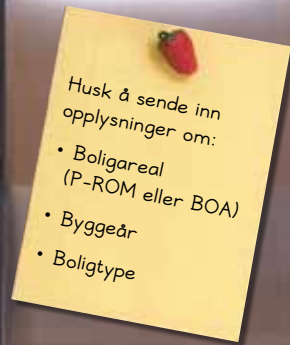 Husk å sende inn
opplysninger om:
• Boligareal
(P-ROM eller BOA)
• Byggeår
• Boligtype